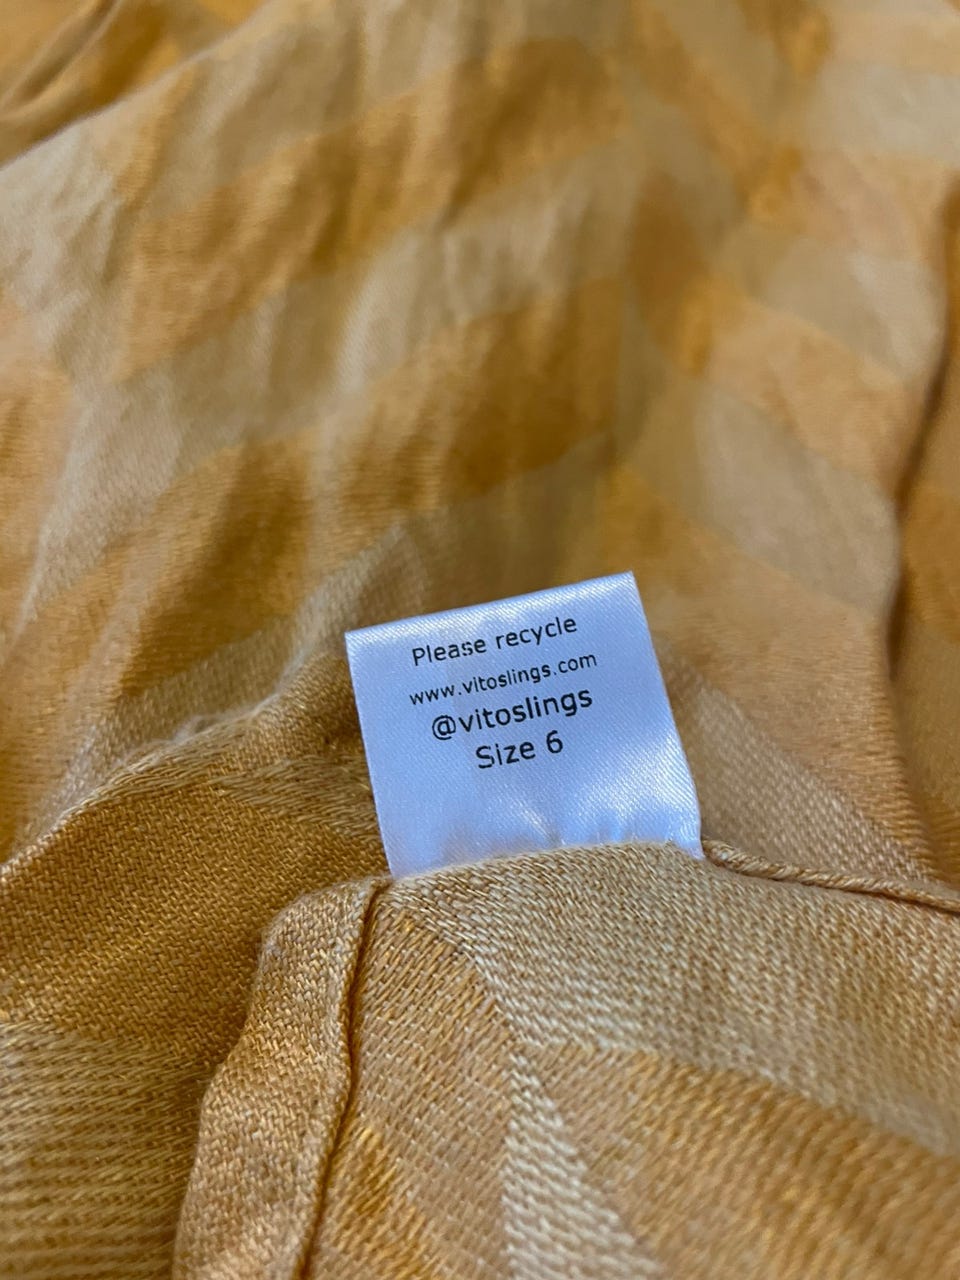 Please recycle
www.vitoslings.com
@vitoslings
Size 6